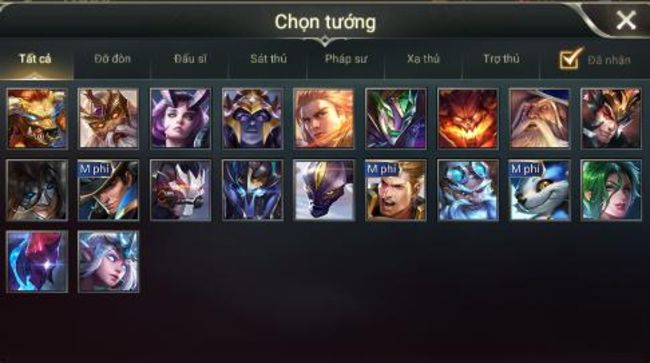 Chọn tướng
Tất cả Đỡ đòn Đấu sĩ Sát thủ Pháp sư Xạ thủ Trợ thủ Đã nhận
M phí M phí M phí